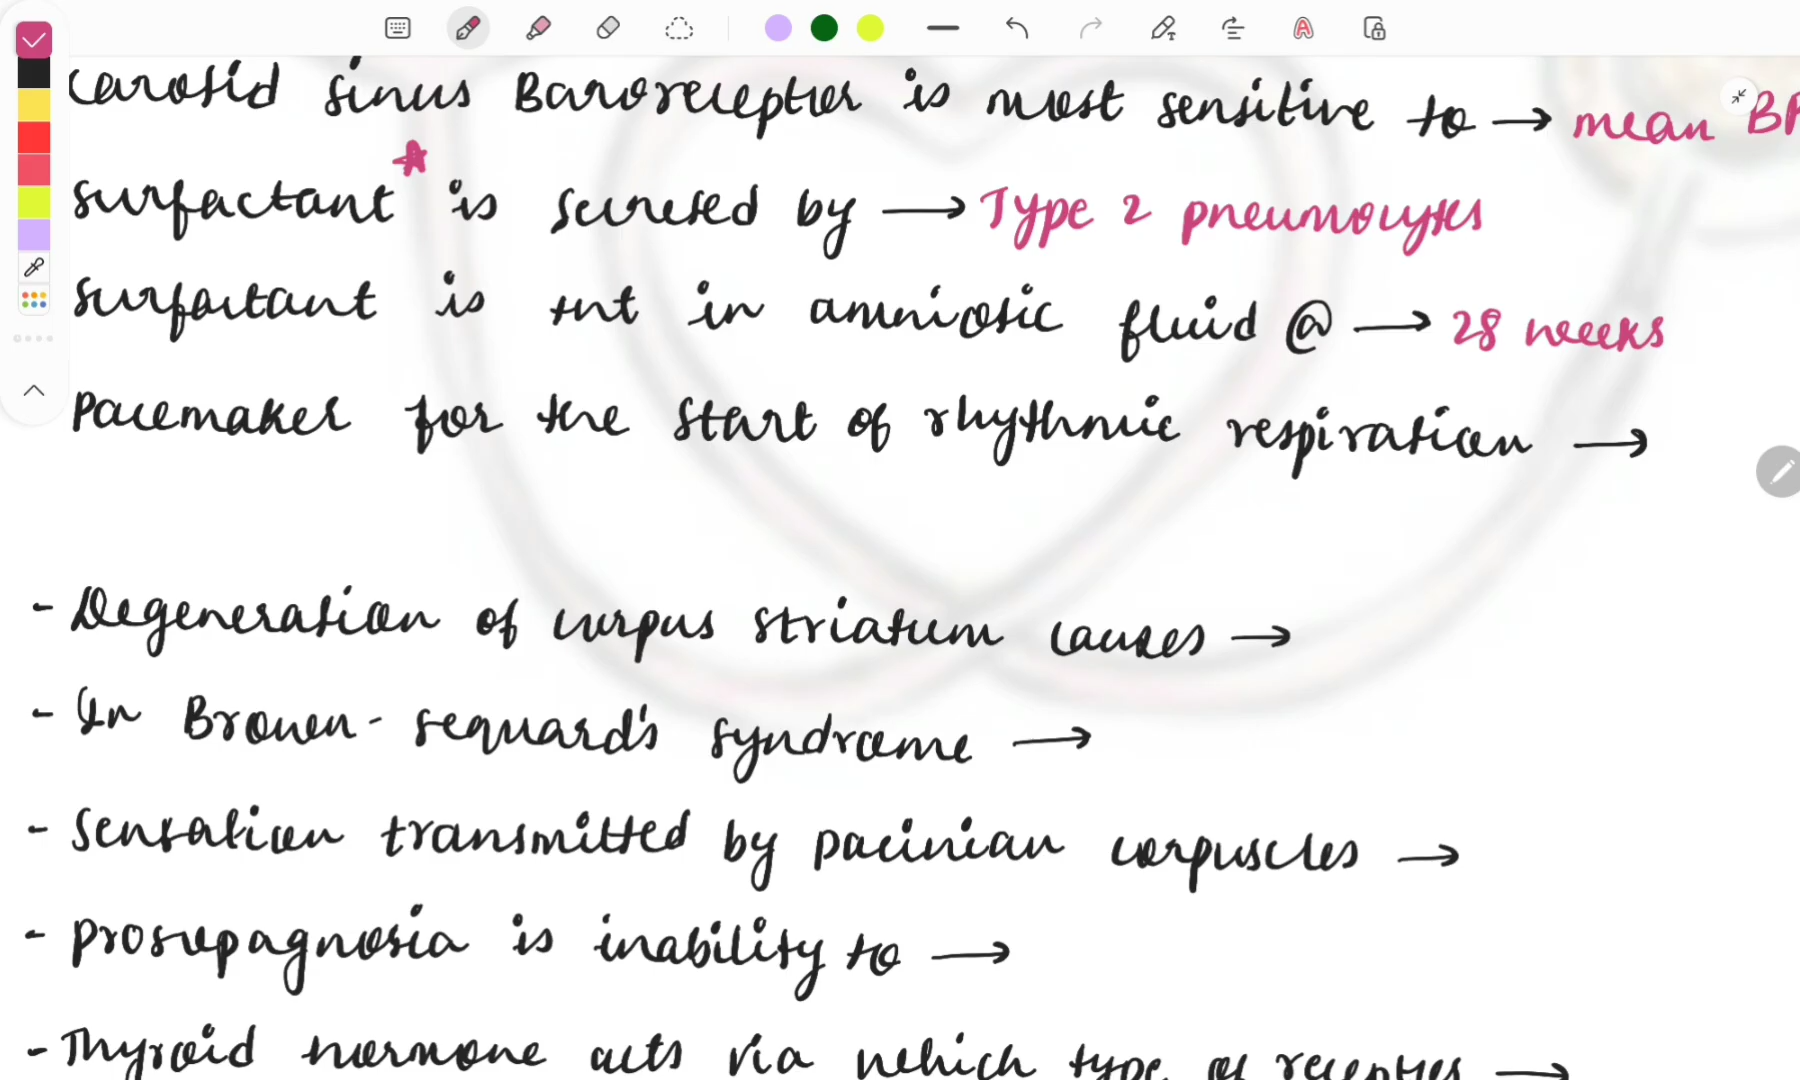 Carotid sinus Baroreceptor is most sensitive to → mean BP
surfactant is secreted by → Type 2 pneumocytes
surfactant is +nt in amniotic fluid @ → 28 weeks
Pacemaker for the start of rhythmic respiration →
- Degeneration of corpus striatum causes →
- In Brown-sequard's syndrome →
- Sensation transmitted by pacinian corpuscles →
- Prosopagnosia is inability to →
- Thyroid hormone acts via which type of receptors →